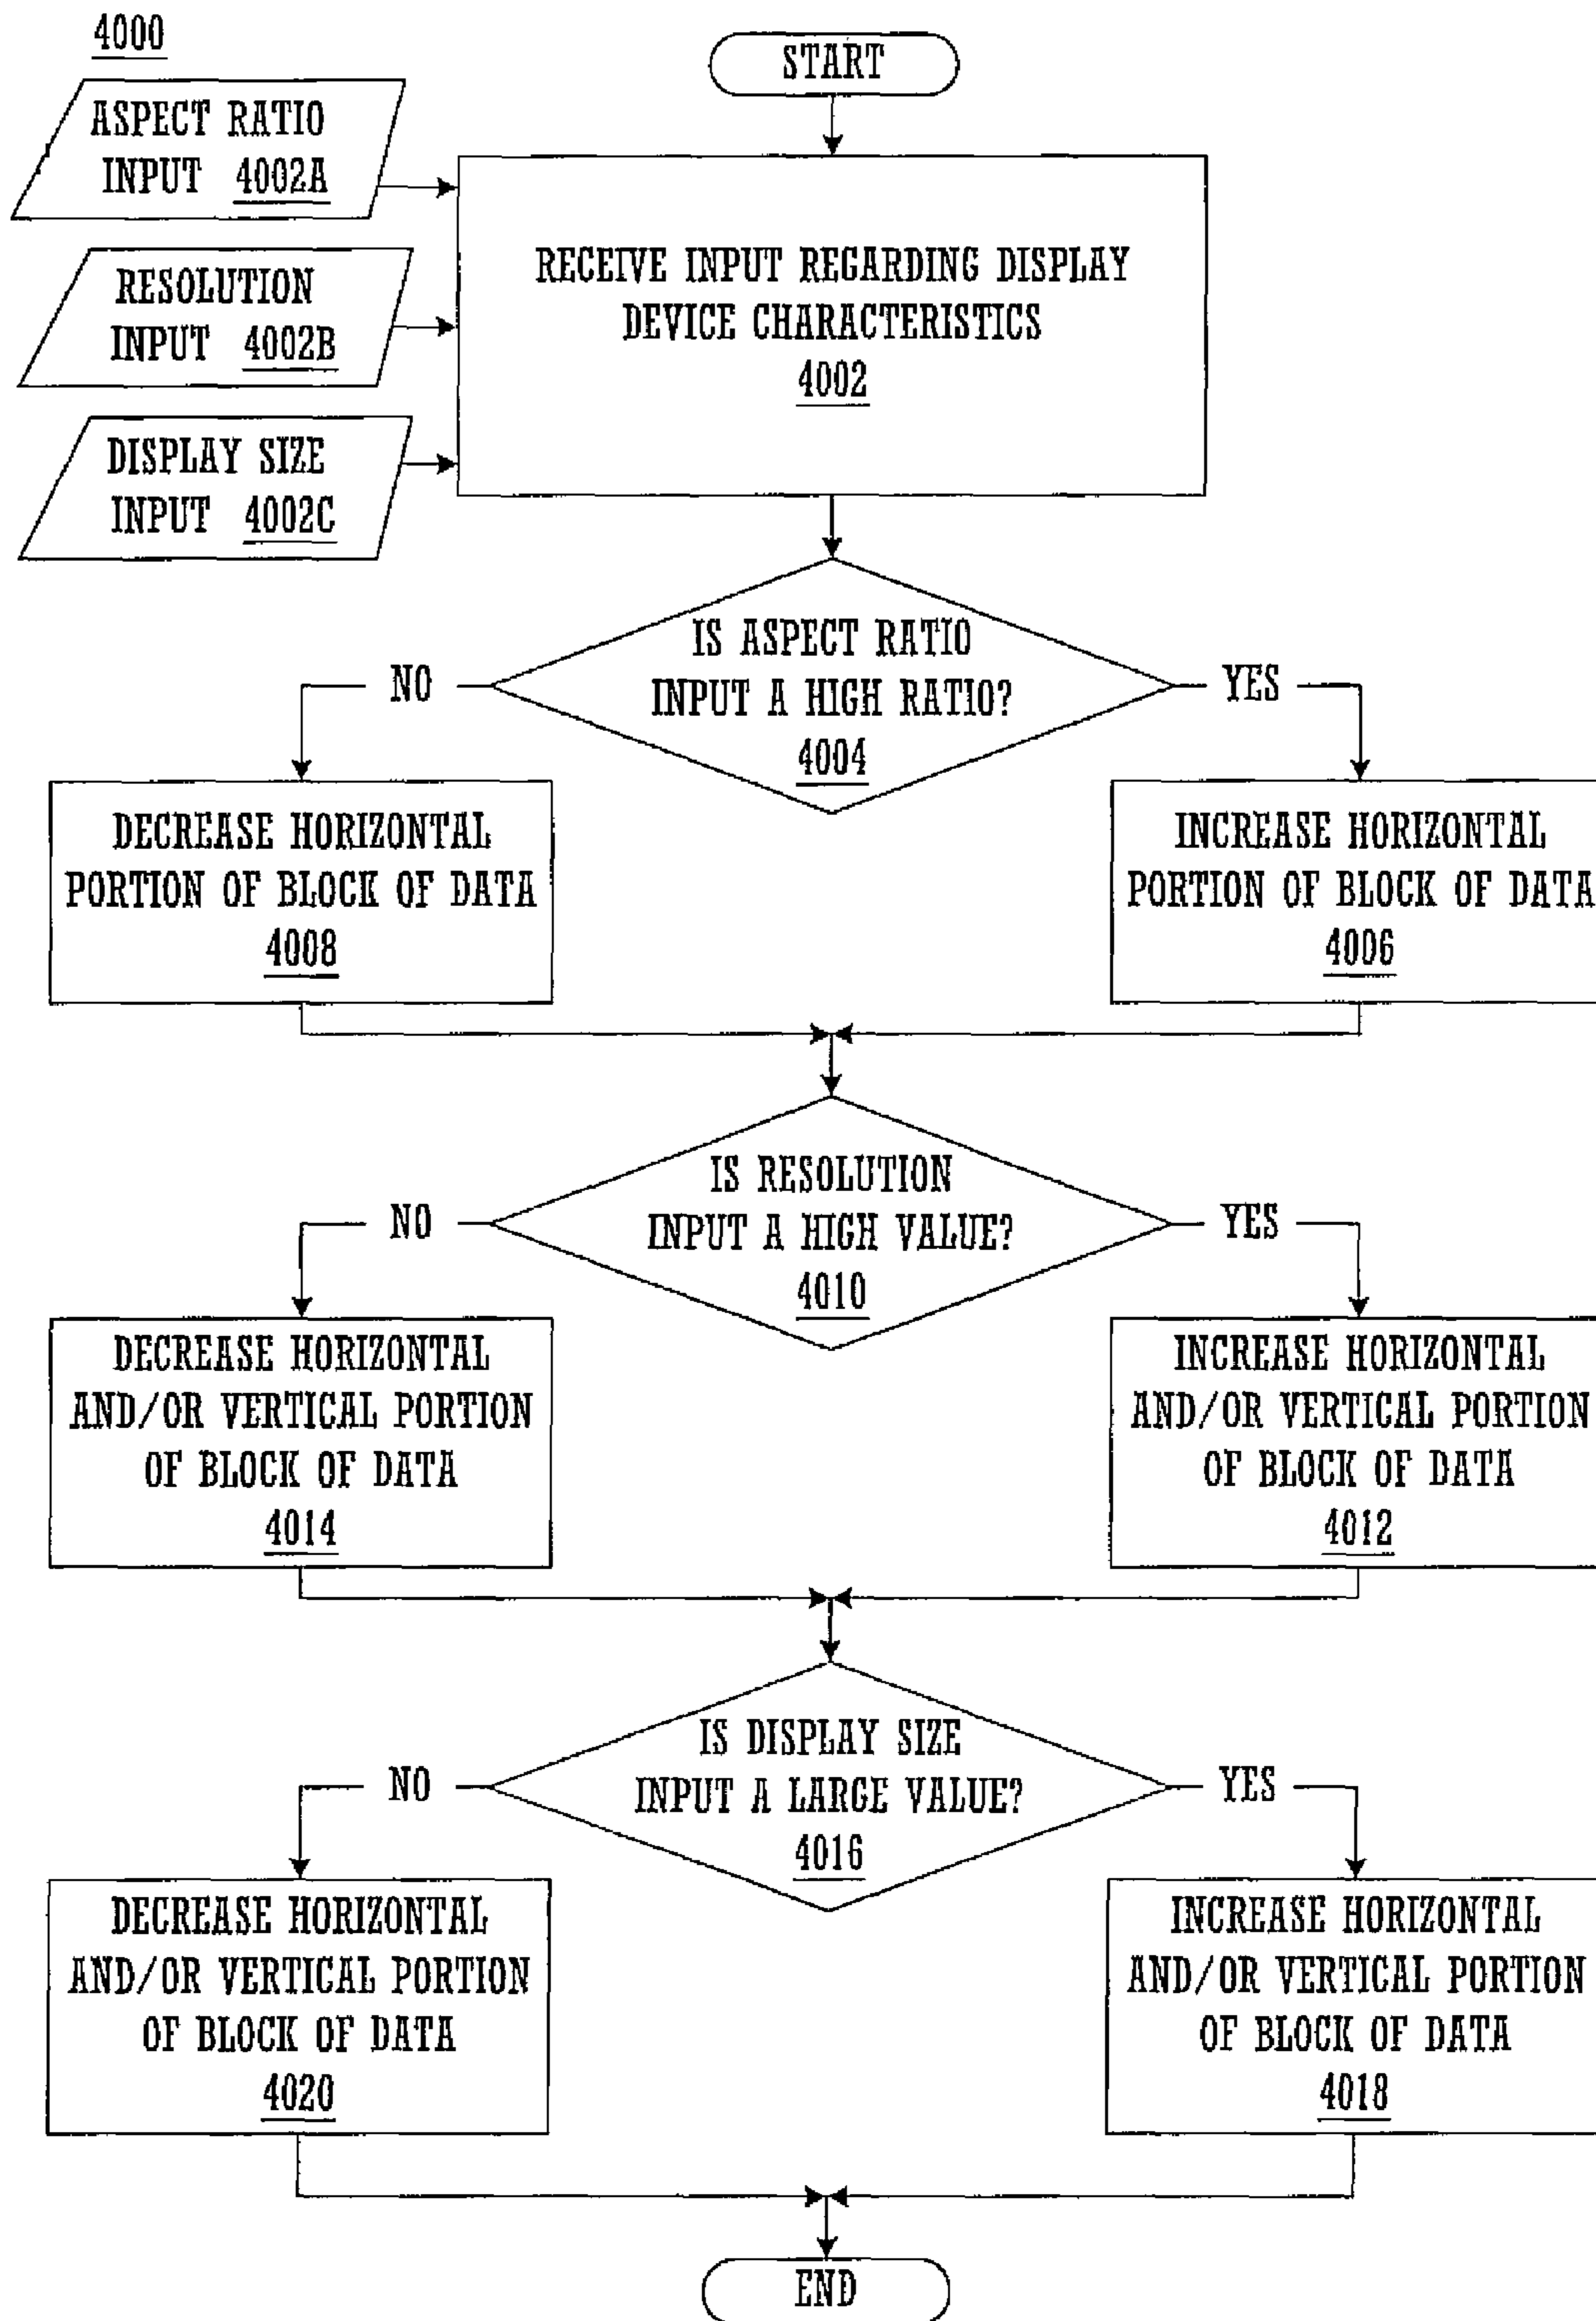 4000
START
ASPECT RATIO
INPUT 4002A
RESOLUTION
INPUT 4002B
DISPLAY SIZE
INPUT 4002C
RECEIVE INPUT REGARDING DISPLAY
DEVICE CHARACTERISTICS
4002
IS ASPECT RATIO
INPUT A HIGH RATIO?
4004
NO
YES
DECREASE HORIZONTAL
PORTION OF BLOCK OF DATA
4008
INCREASE HORIZONTAL
PORTION OF BLOCK OF DATA
4006
IS RESOLUTION
INPUT A HIGH VALUE?
4010
NO
YES
DECREASE HORIZONTAL
AND/OR VERTICAL PORTION
OF BLOCK OF DATA
4014
INCREASE HORIZONTAL
AND/OR VERTICAL PORTION
OF BLOCK OF DATA
4012
IS DISPLAY SIZE
INPUT A LARGE VALUE?
4016
NO
YES
DECREASE HORIZONTAL
AND/OR VERTICAL PORTION
OF BLOCK OF DATA
4020
INCREASE HORIZONTAL
AND/OR VERTICAL PORTION
OF BLOCK OF DATA
4018
END